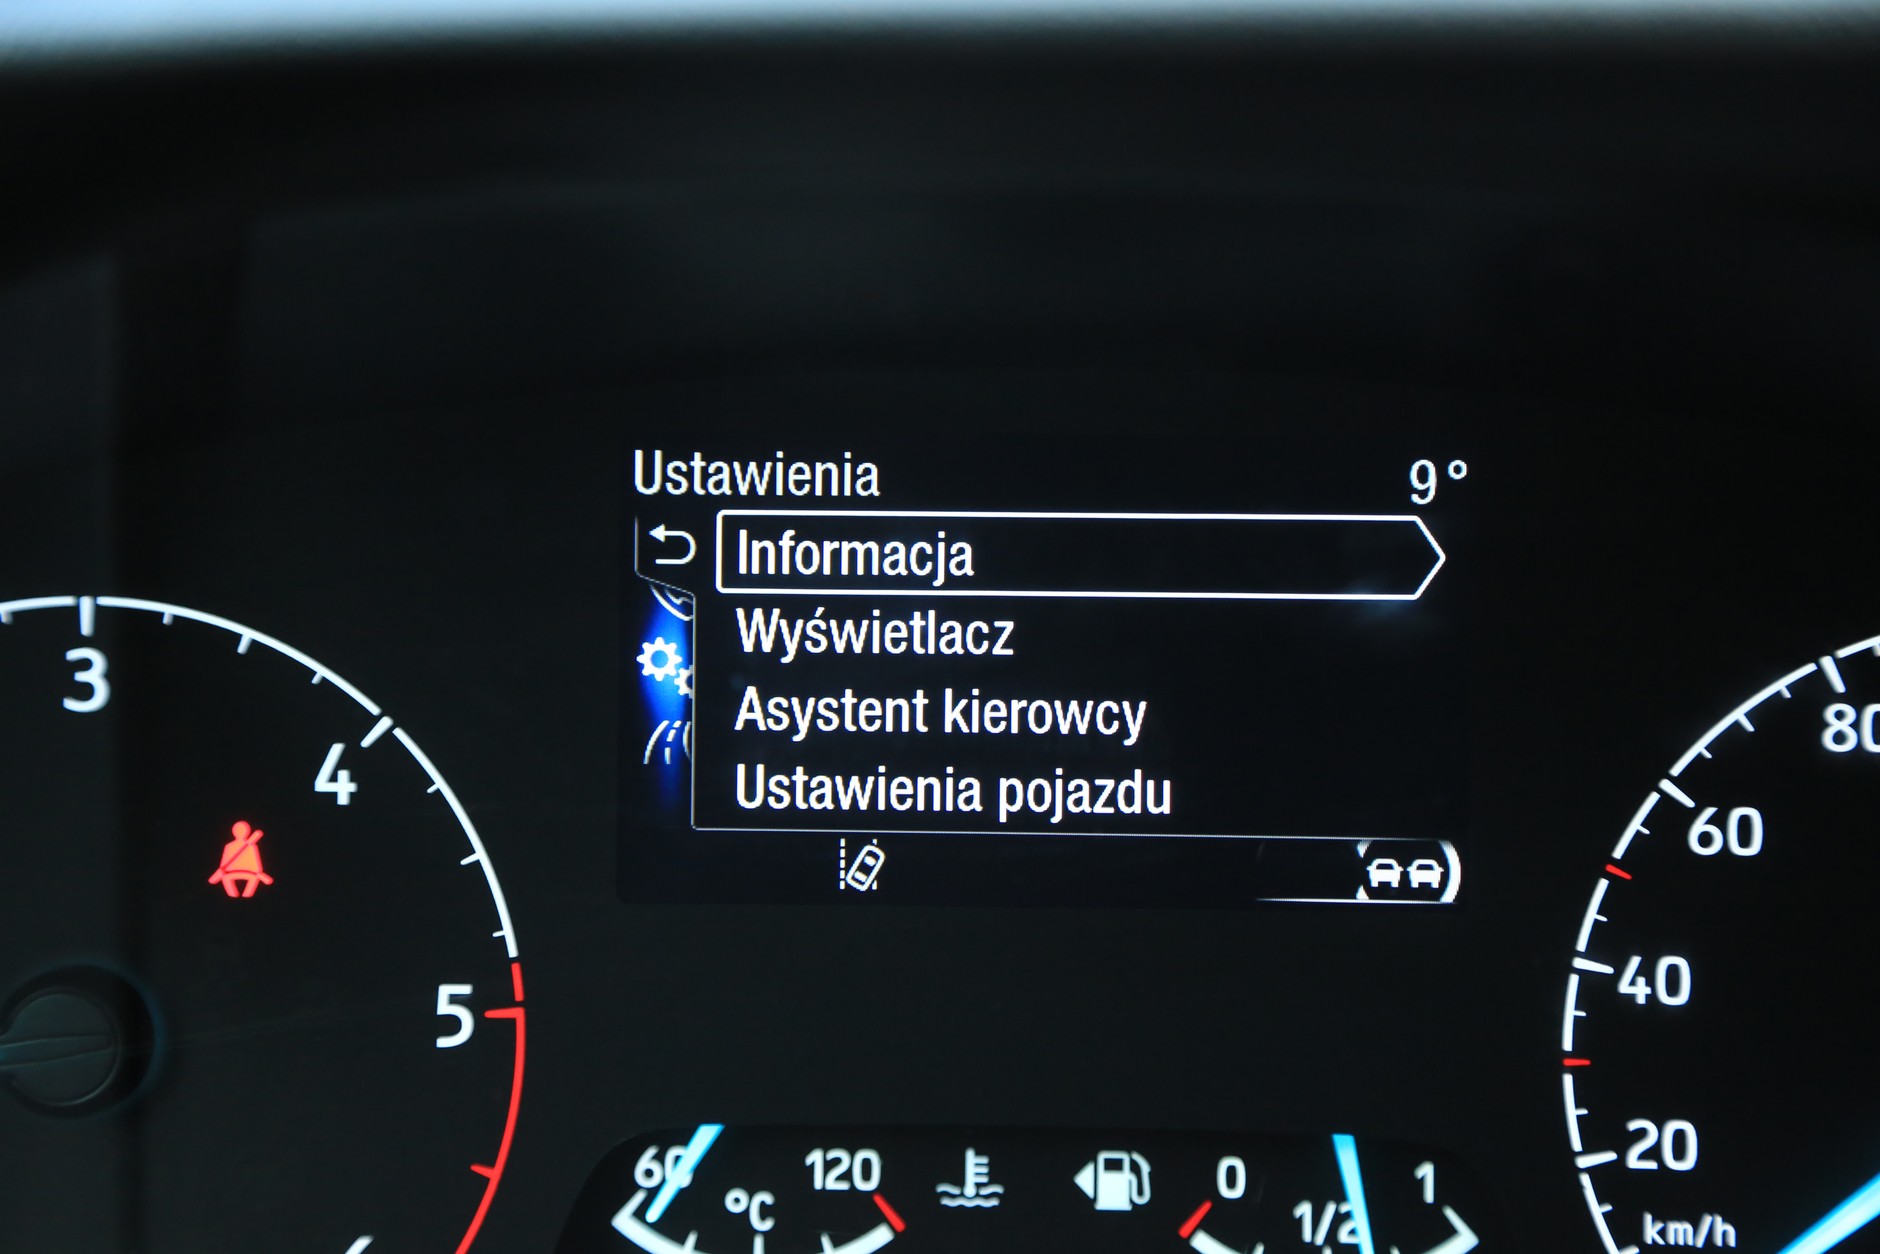 Ustawienia 9°
Informacja
Wyświetlacz
Asystent kierowcy
Ustawienia pojazdu
3
4
5
80
60
40
20
km/h
60 120
°C
0 1/2 1